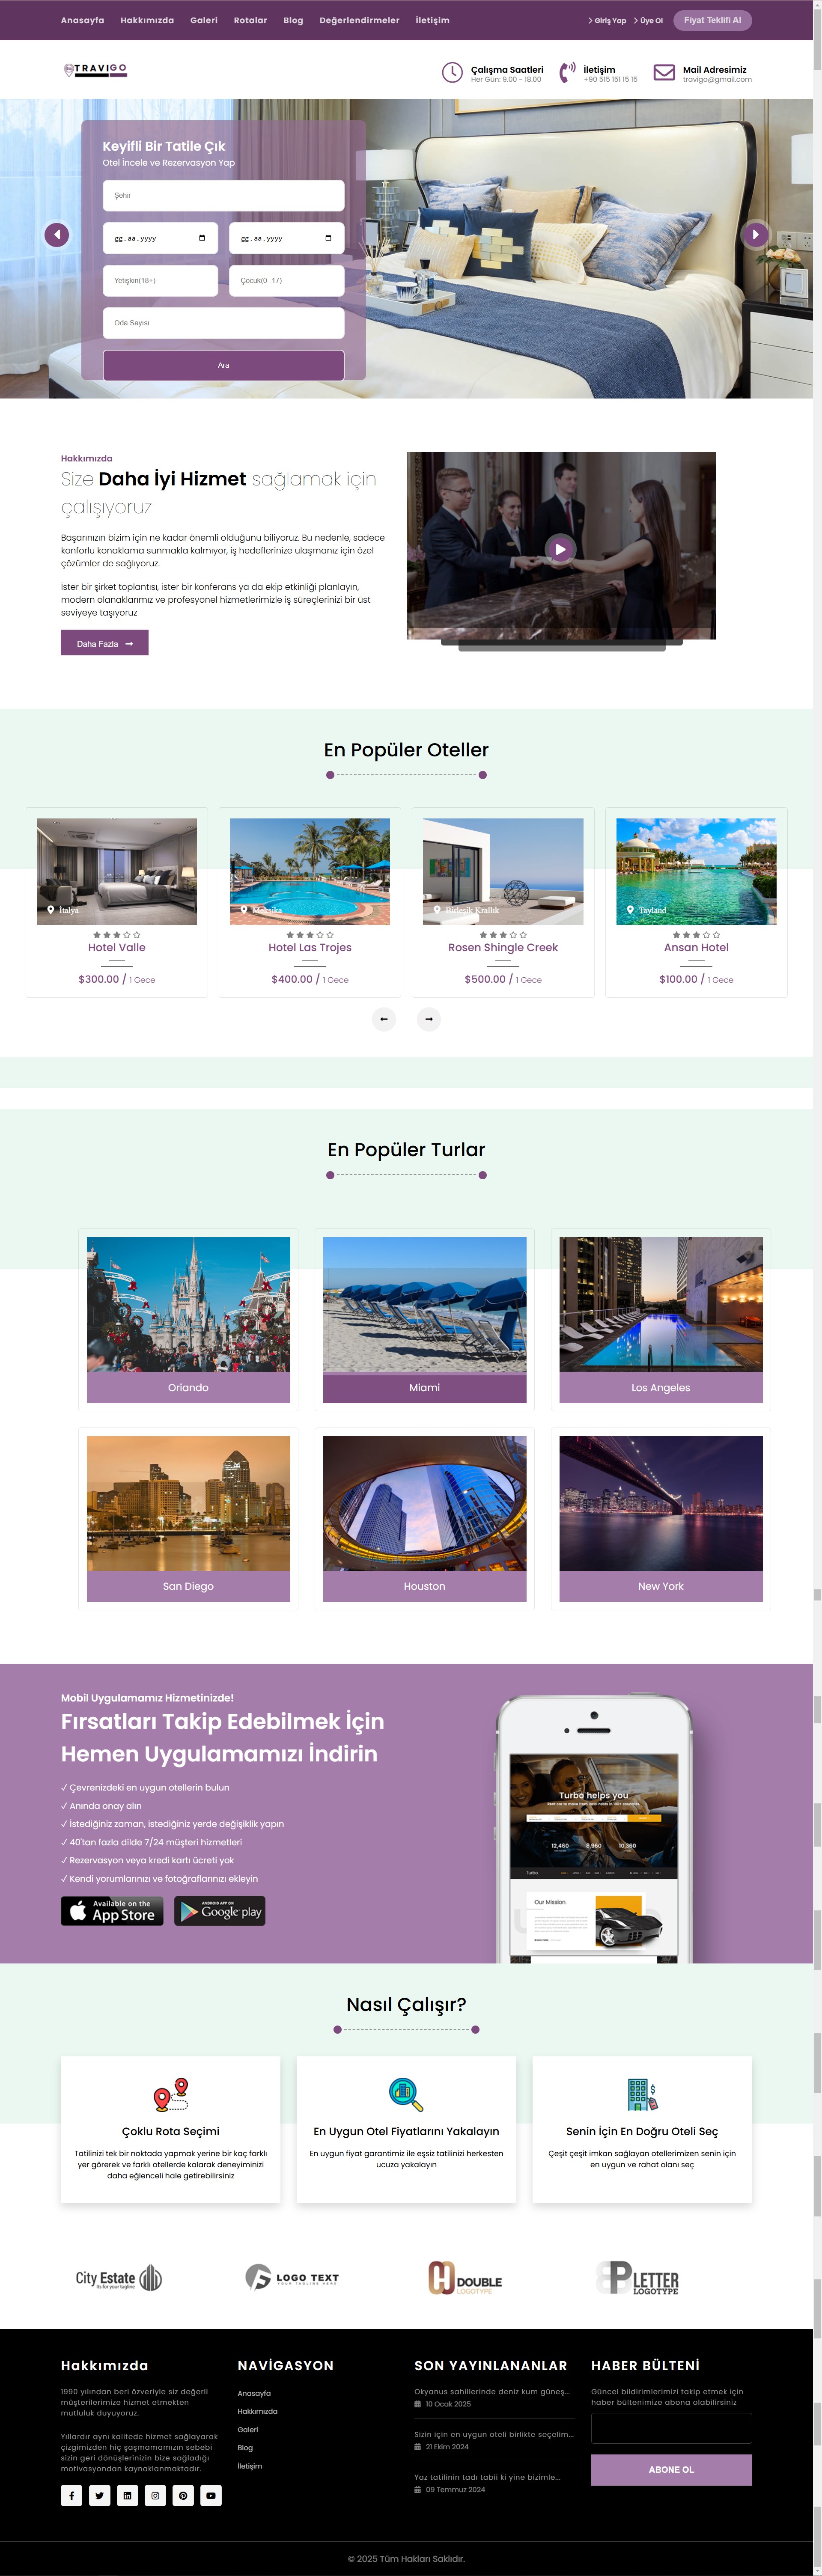 Anasayfa Hakkımızda Galeri Rotalar Blog Değerlendirmeler İletişim
Giriş Yap Üye Ol Fiyat Teklifi Al
TRAVIGO
Çalışma Saatleri
Her Gün: 9.00 - 18.00
İletişim
+90 515 151 15 15
Mail Adresimiz
travigo@gmail.com
Keyifli Bir Tatile Çık
Otel İncele ve Rezervasyon Yap
Şehir
gg.aa.yyyy gg.aa.yyyy
Yetişkin(18+) Çocuk(0- 17)
Oda Sayısı
Ara
Hakkımızda
Size Daha İyi Hizmet sağlamak için
çalışıyoruz
Başarınızın bizim için ne kadar önemli olduğunu biliyoruz. Bu nedenle, sadece
konforlu konaklama sunmakla kalmıyor, iş hedeflerinize ulaşmanız için özel
çözümler de sağlıyoruz.
İster bir şirket toplantısı, ister bir konferans ya da ekip etkinliği planlayın,
modern olanaklarımız ve profesyonel hizmetlerimizle iş süreçlerinizi bir üst
seviyeye taşıyoruz
Daha Fazla
En Popüler Oteller
İtalya
Hotel Valle
$300.00 / 1 Gece
Meksika
Hotel Las Trojes
$400.00 / 1 Gece
Birleşik Krallık
Rosen Shingle Creek
$500.00 / 1 Gece
Tayland
Ansan Hotel
$100.00 / 1 Gece
En Popüler Turlar
Oriando
Miami
Los Angeles
San Diego
Houston
New York
Mobil Uygulamamız Hizmetinizde!
Fırsatları Takip Edebilmek İçin
Hemen Uygulamamızı İndirin
✓ Çevrenizdeki en uygun otellerin bulun
✓ Anında onay alın
✓ İstediğiniz zaman, istediğiniz yerde değişiklik yapın
✓ 40'tan fazla dilde 7/24 müşteri hizmetleri
✓ Rezervasyon veya kredi kartı ücreti yok
✓ Kendi yorumlarınızı ve fotoğraflarınızı ekleyin
Available on the
App Store
ANDROID APP ON
Google play
Turbo helps you
12,460 8,960 10,360
Turbo
Our Mission
Nasıl Çalışır?
Çoklu Rota Seçimi
Tatilinizi tek bir noktada yapmak yerine bir kaç farklı
yer görerek ve farklı otellerde kalarak deneyiminizi
daha eğlenceli hale getirebilirsiniz
En Uygun Otel Fiyatlarını Yakalayın
En uygun fiyat garantimiz ile eşsiz tatilinizi herkesten
ucuza yakalayın
Senin İçin En Doğru Oteli Seç
Çeşit çeşit imkan sağlayan otellerimizen senin için
en uygun ve rahat olanı seç
City Estate
Its for your tagline
LOGO TEXT
YOUR TAGLINE HERE
DOUBLE
LOGOTYPE
LETTER
LOGOTYPE
Hakkımızda
1990 yılından beri özveriyle siz değerli
müşterilerimize hizmet etmekten
mutluluk duyuyoruz.
Yıllardır aynı kalitede hizmet sağlayarak
çizgimizden hiç şaşmamamızın sebebi
sizin geri dönüşlerinizin bize sağladığı
motivasyondan kaynaklanmaktadır.
NAVİGASYON
Anasayfa
Hakkımızda
Galeri
Blog
İletişim
SON YAYINLANANLAR
Okyanus sahillerinde deniz kum güneş...
10 Ocak 2025
Sizin için en uygun oteli birlikte seçelim...
21 Ekim 2024
Yaz tatilinin tadı tabii ki yine bizimle...
09 Temmuz 2024
HABER BÜLTENİ
Güncel bildirimlerimizi takip etmek için
haber bültenimize abona olabilirsiniz
ABONE OL
© 2025 Tüm Hakları Saklıdır.